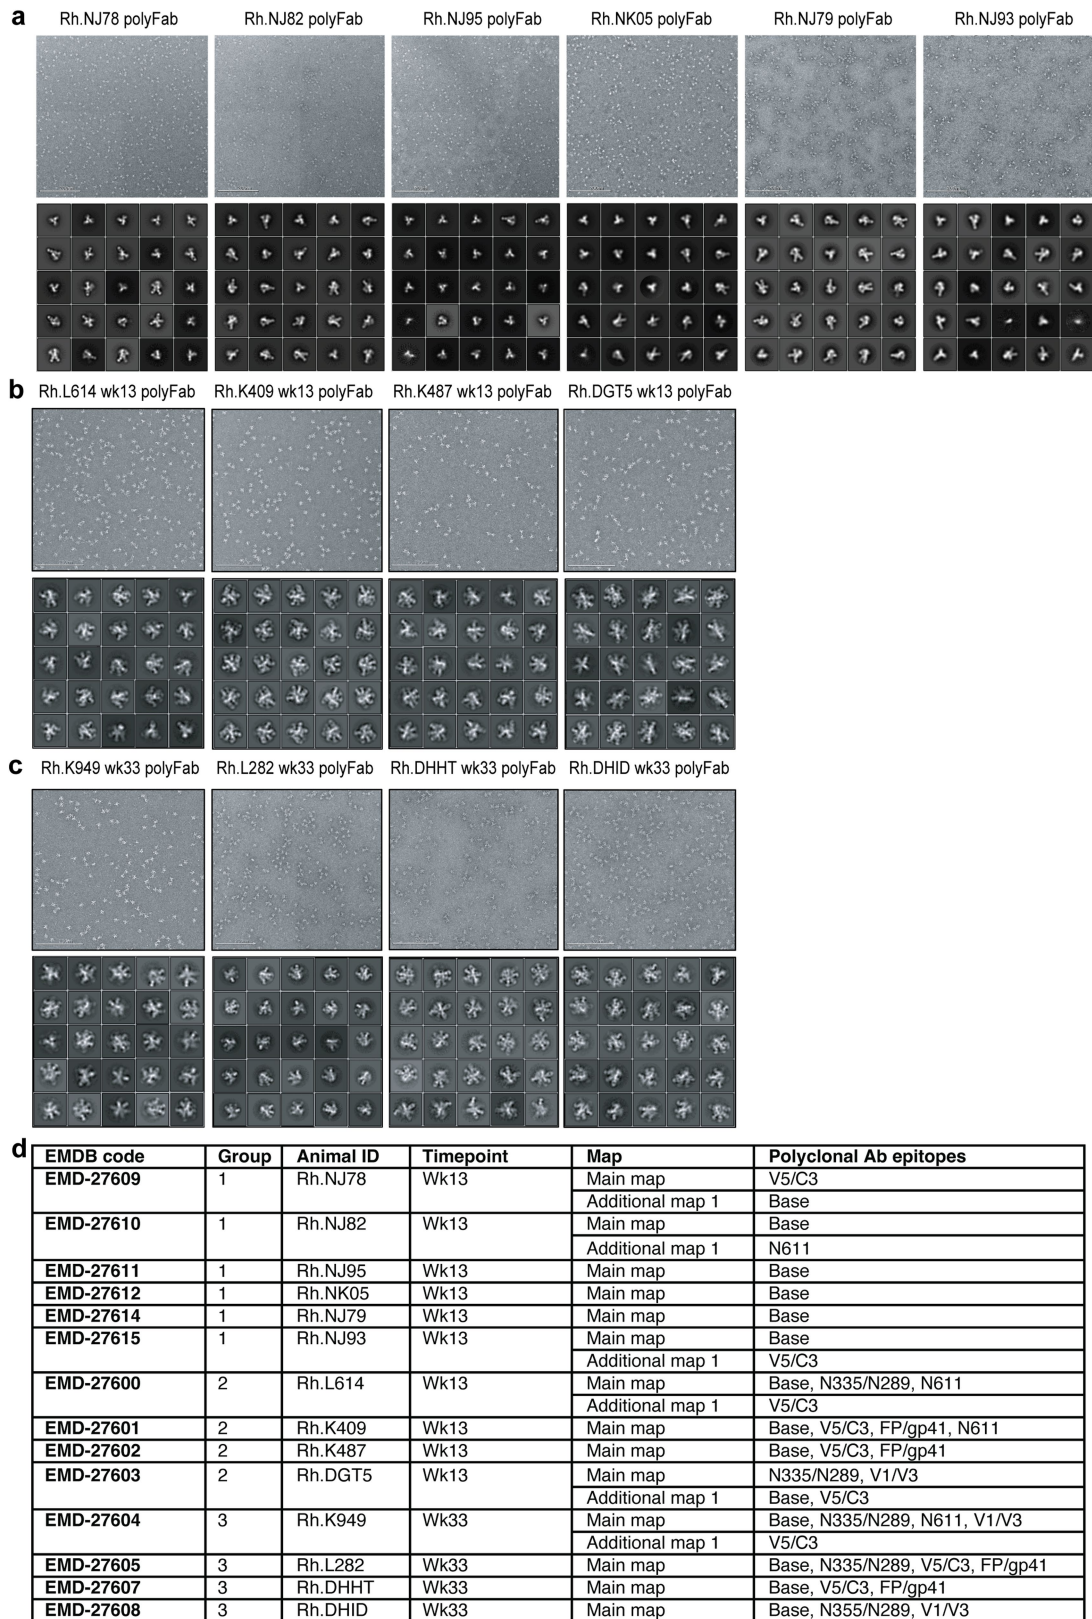 a
Rh.NJ78 polyFab Rh.NJ82 polyFab Rh.NJ95 polyFab Rh.NK05 polyFab Rh.NJ79 polyFab Rh.NJ93 polyFab
b
Rh.L614 wk13 polyFab Rh.K409 wk13 polyFab Rh.K487 wk13 polyFab Rh.DGT5 wk13 polyFab
c
Rh.K949 wk33 polyFab Rh.L282 wk33 polyFab Rh.DHHT wk33 polyFab Rh.DHID wk33 polyFab
d
EMDB code Group Animal ID Timepoint Map Polyclonal Ab epitopes
EMD-27609 1 Rh.NJ78 Wk13 Main map V5/C3
Additional map 1 Base
EMD-27610 1 Rh.NJ82 Wk13 Main map Base
Additional map 1 N611
EMD-27611 1 Rh.NJ95 Wk13 Main map Base
EMD-27612 1 Rh.NK05 Wk13 Main map Base
EMD-27614 1 Rh.NJ79 Wk13 Main map Base
EMD-27615 1 Rh.NJ93 Wk13 Main map Base
Additional map 1 V5/C3
EMD-27600 2 Rh.L614 Wk13 Main map Base, N335/N289, N611
Additional map 1 V5/C3
EMD-27601 2 Rh.K409 Wk13 Main map Base, V5/C3, FP/gp41, N611
EMD-27602 2 Rh.K487 Wk13 Main map Base, V5/C3, FP/gp41
EMD-27603 2 Rh.DGT5 Wk13 Main map N335/N289, V1/V3
Additional map 1 Base, V5/C3
EMD-27604 3 Rh.K949 Wk33 Main map Base, N335/N289, N611, V1/V3
Additional map 1 V5/C3
EMD-27605 3 Rh.L282 Wk33 Main map Base, N335/N289, V5/C3, FP/gp41
EMD-27607 3 Rh.DHHT Wk33 Main map Base, V5/C3, FP/gp41
EMD-27608 3 Rh.DHID Wk33 Main map Base, N355/N289, V1/V3